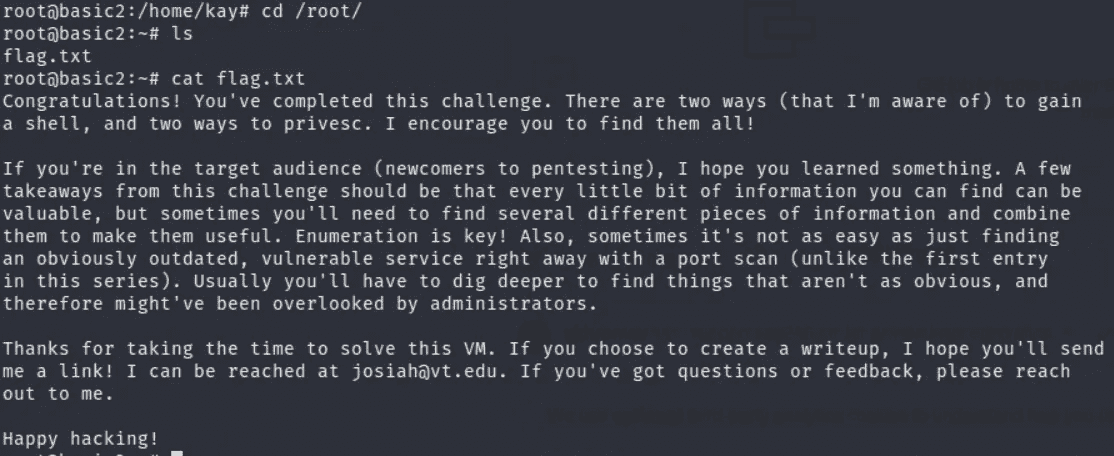 root@basic2:/home/kay# cd /root/
root@basic2:~# ls
flag.txt
root@basic2:~# cat flag.txt
Congratulations! You've completed this challenge. There are two ways (that I'm aware of) to gain
a shell, and two ways to privesc. I encourage you to find them all!
If you're in the target audience (newcomers to pentesting), I hope you learned something. A few
takeaways from this challenge should be that every little bit of information you can find can be
valuable, but sometimes you'll need to find several different pieces of information and combine
them to make them useful. Enumeration is key! Also, sometimes it's not as easy as just finding
an obviously outdated, vulnerable service right away with a port scan (unlike the first entry
in this series). Usually you'll have to dig deeper to find things that aren't as obvious, and
therefore might've been overlooked by administrators.
Thanks for taking the time to solve this VM. If you choose to create a writeup, I hope you'll send
me a link! I can be reached at josiah@vt.edu. If you've got questions or feedback, please reach
out to me.
Happy hacking!